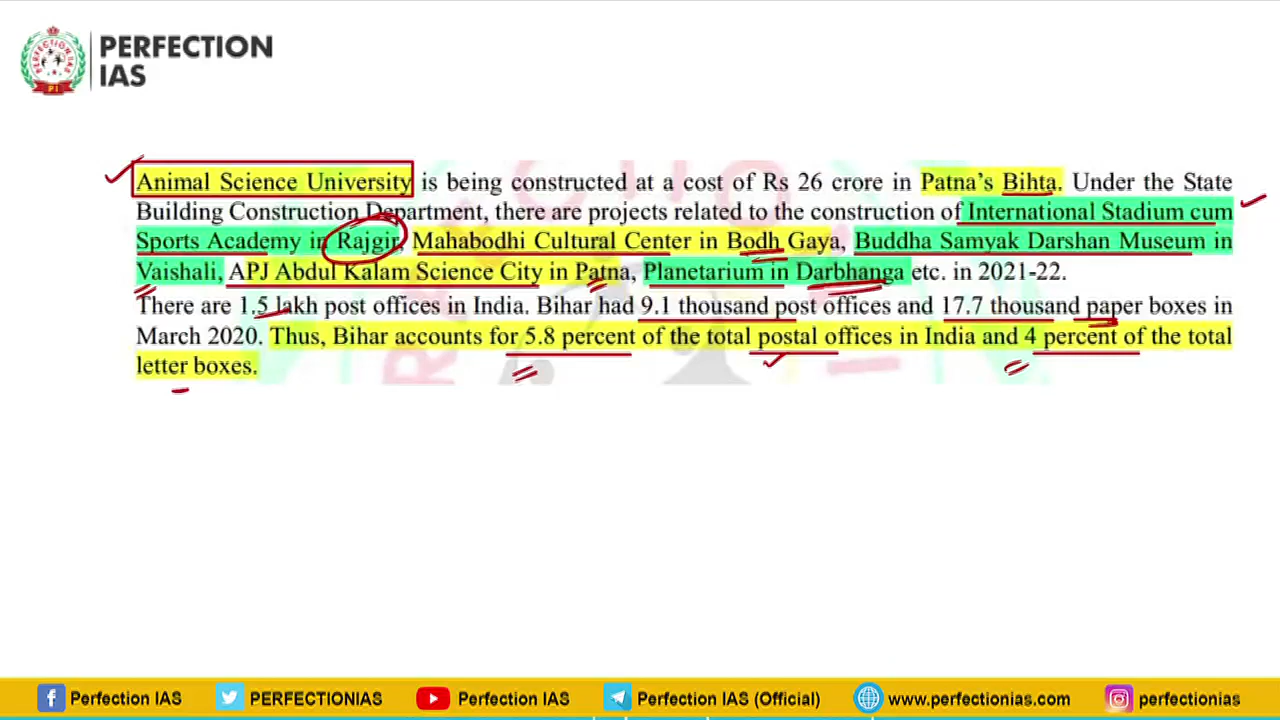 PERFECTION
IAS
Animal Science University is being constructed at a cost of Rs 26 crore in Patna's Bihta. Under the State
Building Construction Department, there are projects related to the construction of International Stadium cum
Sports Academy in Rajgir, Mahabodhi Cultural Center in Bodh Gaya, Buddha Samyak Darshan Museum in
Vaishali, APJ Abdul Kalam Science City in Patna, Planetarium in Darbhanga etc. in 2021-22.
There are 1.5 lakh post offices in India. Bihar had 9.1 thousand post offices and 17.7 thousand paper boxes in
March 2020. Thus, Bihar accounts for 5.8 percent of the total postal offices in India and 4 percent of the total
letter boxes.
Perfection IAS PERFECTIONIAS Perfection IAS Perfection IAS (Official) www.perfectionias.com perfectionias